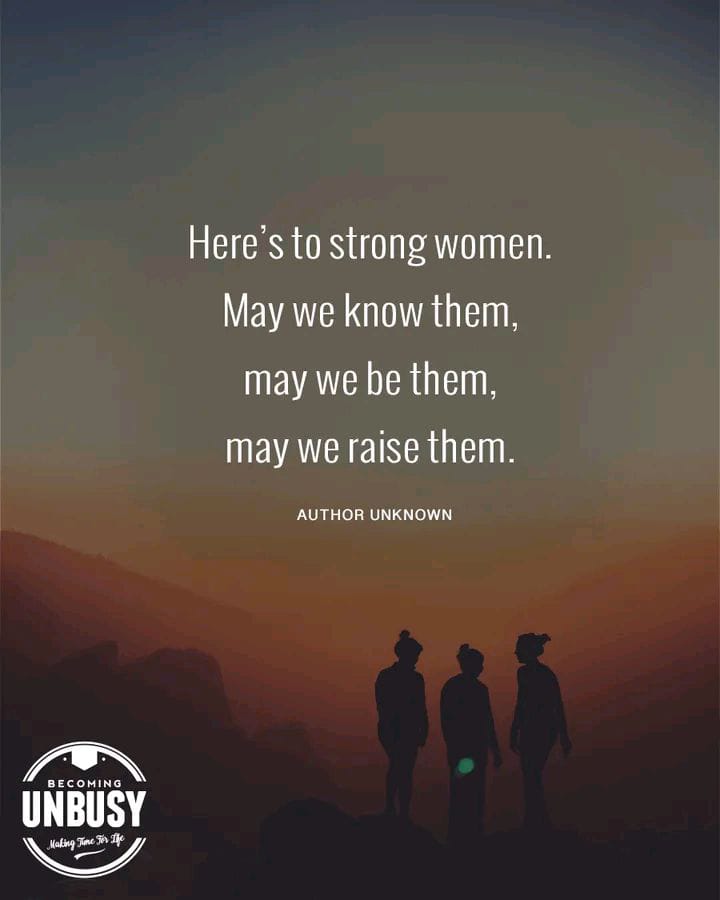 Here’s to strong women.
May we know them,
may we be them,
may we raise them.
AUTHOR UNKNOWN
BECOMING
UNBUSY
Making Time For Life